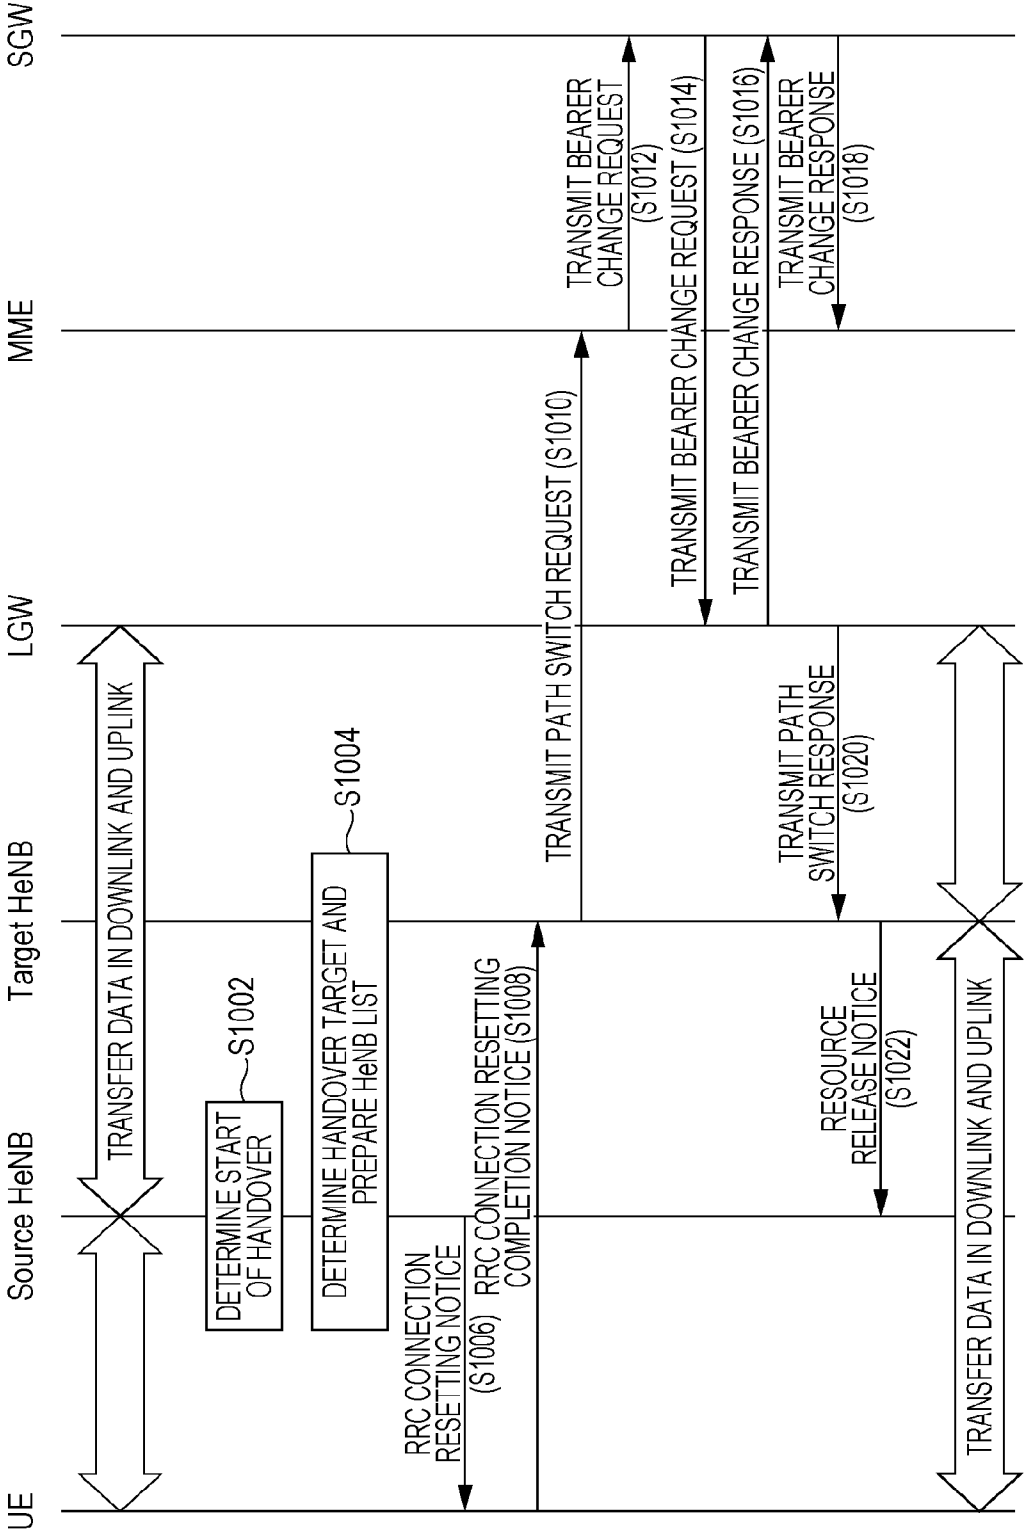 UE
Source HeNB
Target HeNB
LGW
MME
SGW
TRANSFER DATA IN DOWNLINK AND UPLINK
DETERMINE START
OF HANDOVER
S1002
DETERMINE HANDOVER TARGET AND
PREPARE HeNB LIST
S1004
RRC CONNECTION
RESETTING NOTICE
(S1006)
RRC CONNECTION RESETTING
COMPLETION NOTICE (S1008)
TRANSMIT PATH SWITCH REQUEST (S1010)
TRANSMIT BEARER
CHANGE REQUEST
(S1012)
TRANSMIT BEARER CHANGE REQUEST (S1014)
TRANSMIT BEARER CHANGE RESPONSE (S1016)
TRANSMIT BEARER
CHANGE RESPONSE
(S1018)
TRANSMIT PATH
SWITCH RESPONSE
(S1020)
RESOURCE
RELEASE NOTICE
(S1022)
TRANSFER DATA IN DOWNLINK AND UPLINK